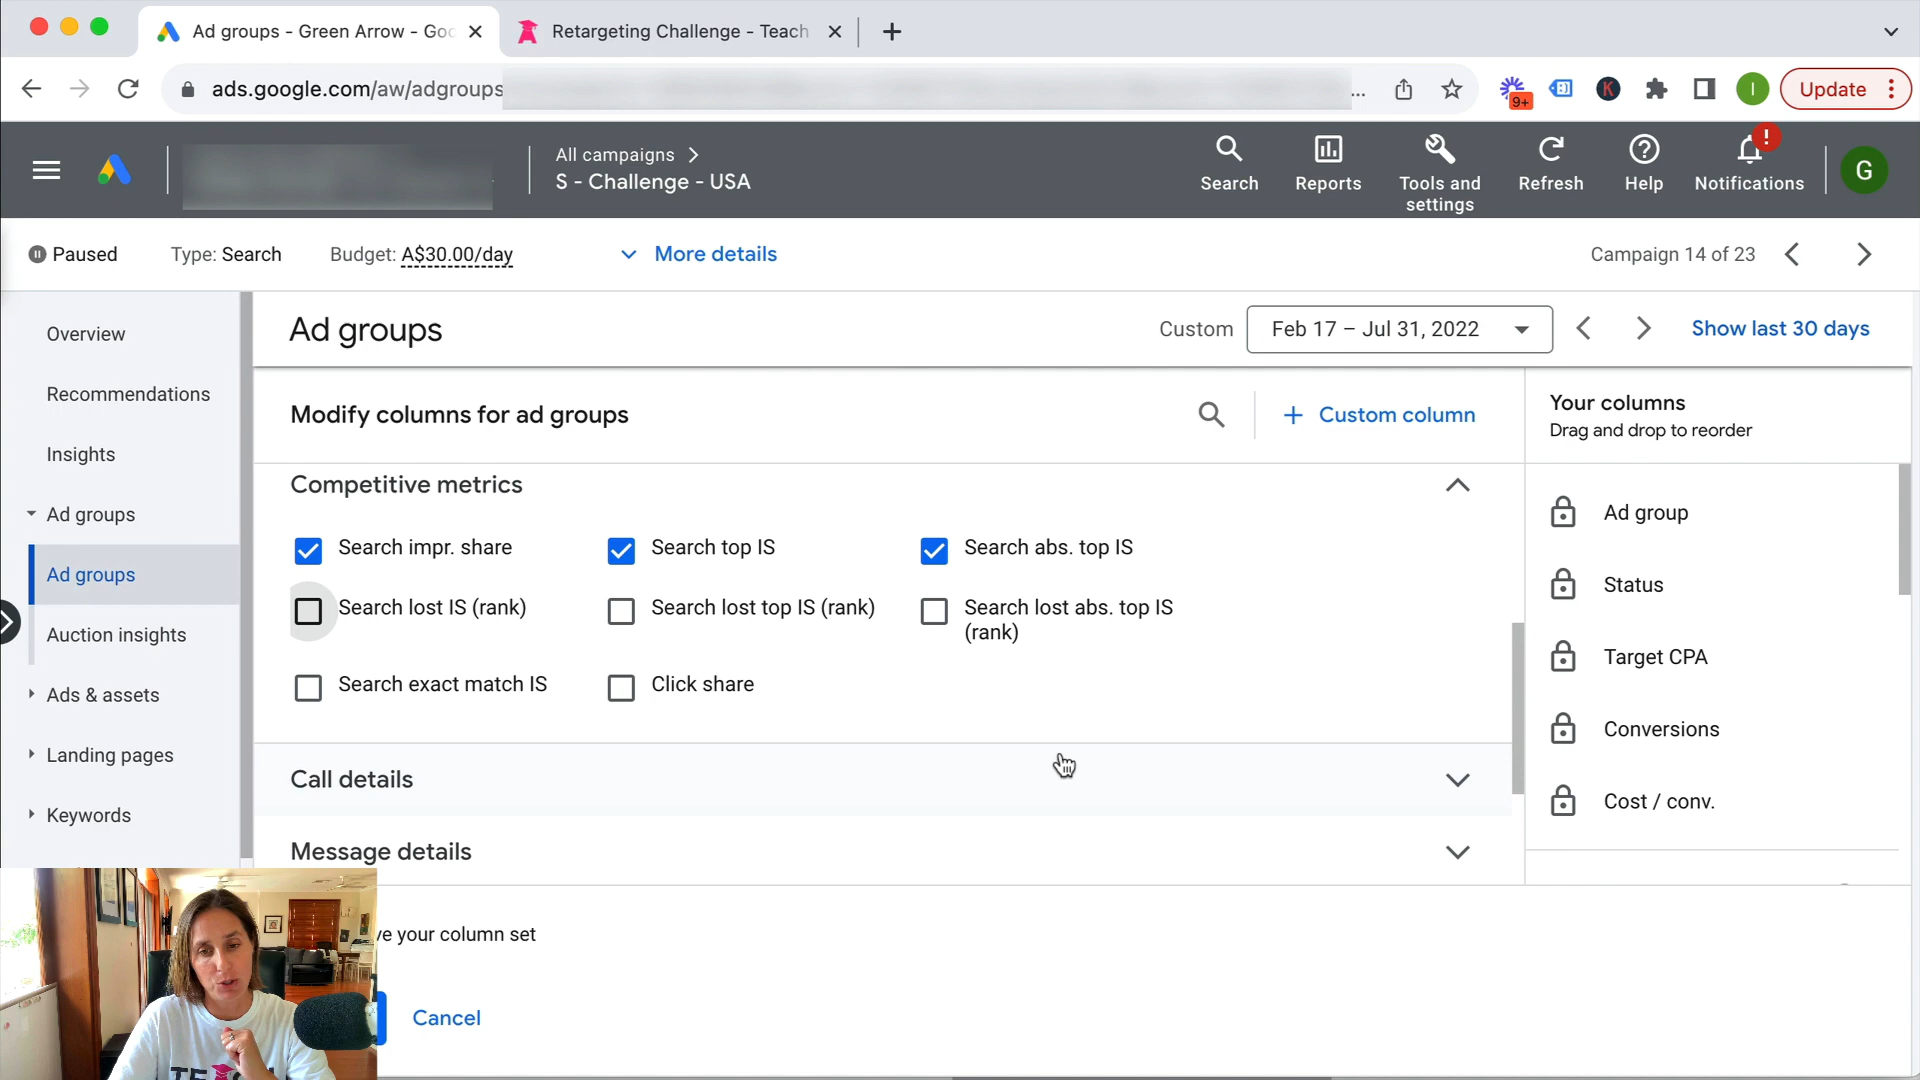 Ad groups - Green Arrow - Goo
Retargeting Challenge - Teach
ads.google.com/aw/adgroups
...
9+
K
I
Update
All campaigns
S - Challenge - USA
Search
Reports
Tools and
settings
Refresh
Help
!
Notifications
G
Paused
Type: Search
Budget: A$30.00/day
More details
Campaign 14 of 23
Overview
Recommendations
Insights
Ad groups
Ad groups
Auction insights
Ads & assets
Landing pages
Keywords
Ad groups
Custom
Feb 17 – Jul 31, 2022
Show last 30 days
Modify columns for ad groups
Custom column
Competitive metrics
Search impr. share
Search top IS
Search abs. top IS
Search lost IS (rank)
Search lost top IS (rank)
Search lost abs. top IS
(rank)
Search exact match IS
Click share
Call details
Message details
Your columns
Drag and drop to reorder
Ad group
Status
Target CPA
Conversions
Cost / conv.
ve your column set
Cancel